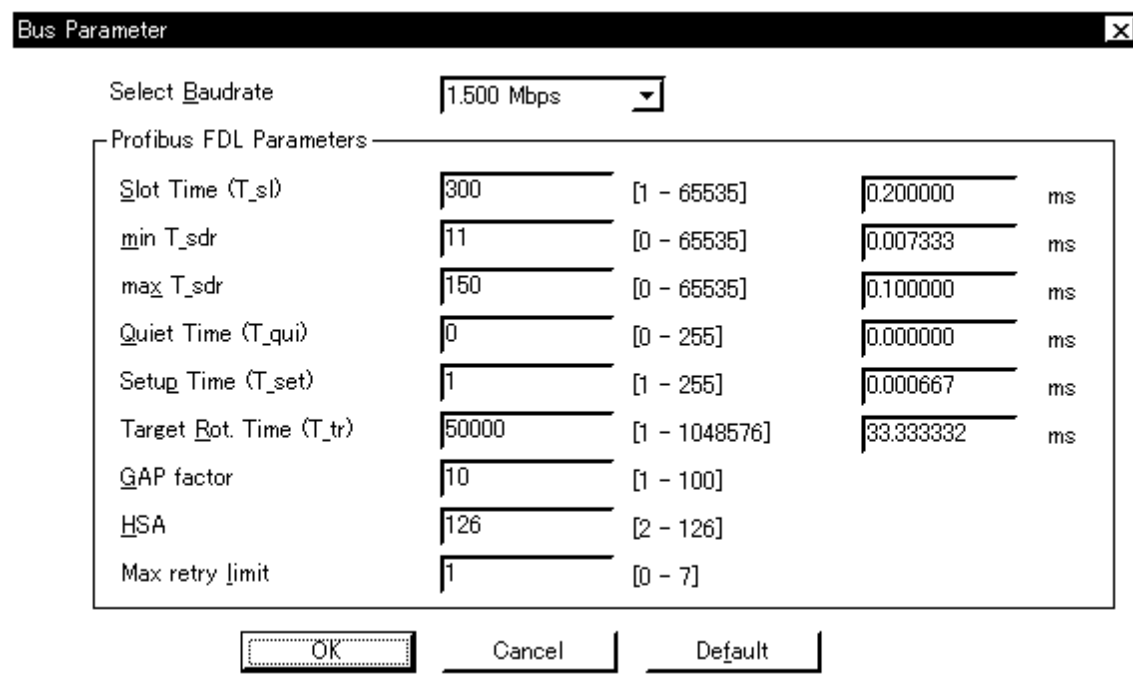 Bus Parameter
Select Baudrate 1.500 Mbps
Profibus FDL Parameters
Slot Time (T_sl) 300 [1 - 65535] 0.200000 ms
min T_sdr 11 [0 - 65535] 0.007333 ms
max T_sdr 150 [0 - 65535] 0.100000 ms
Quiet Time (T_qui) 0 [0 - 255] 0.000000 ms
Setup Time (T_set) 1 [1 - 255] 0.000667 ms
Target Rot. Time (T_tr) 50000 [1 - 1048576] 33.333332 ms
GAP factor 10 [1 - 100]
HSA 126 [2 - 126]
Max retry limit 1 [0 - 7]
OK Cancel Default